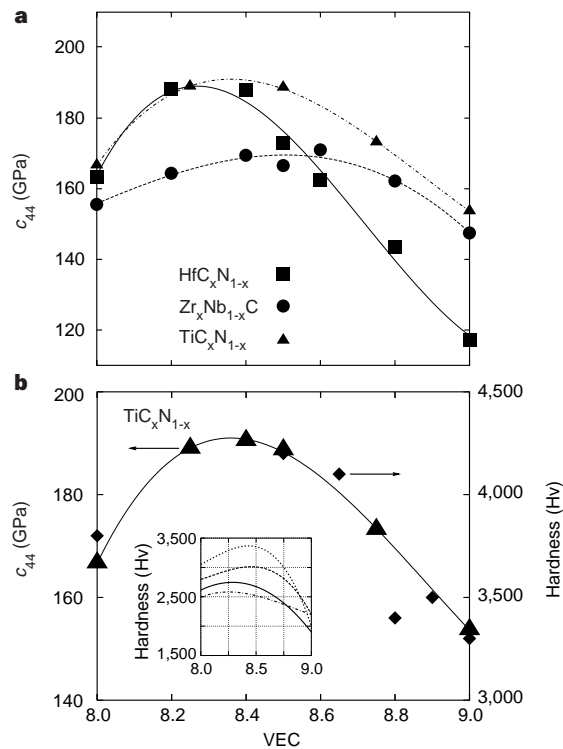 a
200
180
160
140
120
c44 (GPa)
HfCxN1-x
ZrxNb1-xC
TiCxN1-x
b
200
180
160
140
c44 (GPa)
TiCxN1-x
4,500
4,000
3,500
3,000
Hardness (Hv)
3,500
2,500
1,500
Hardness (Hv)
8.0 8.5 9.0
8.0 8.2 8.4 8.6 8.8 9.0
VEC